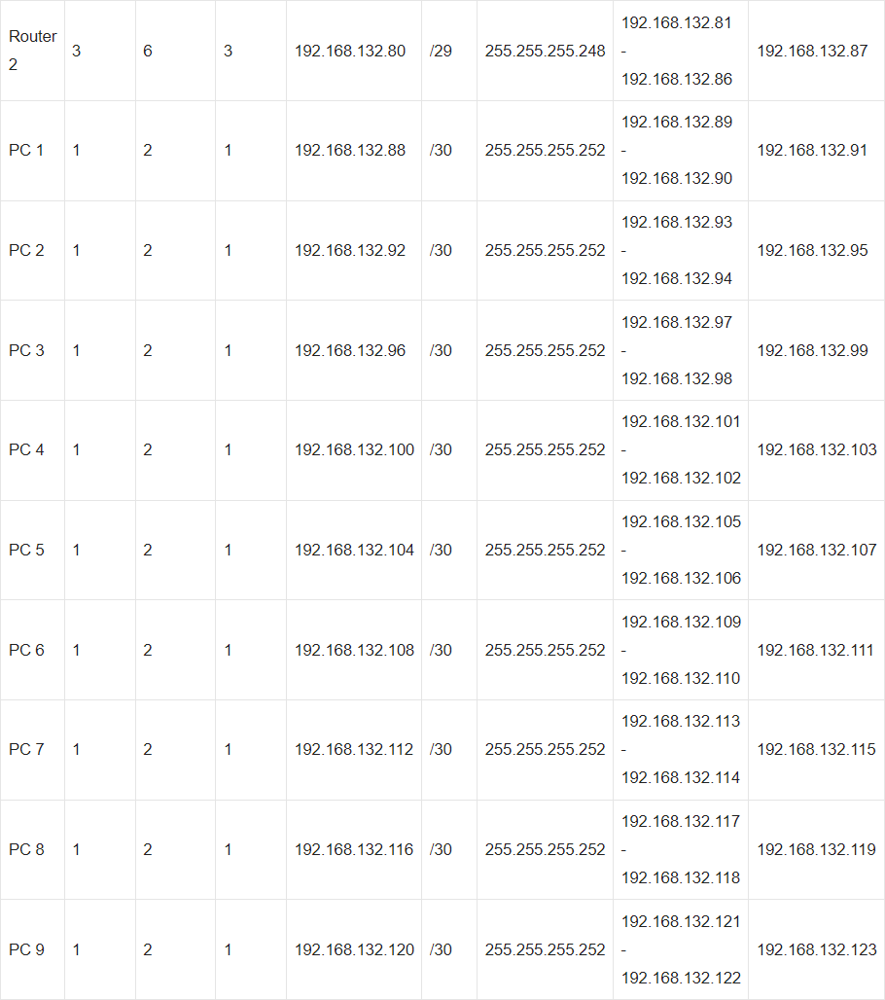 Router 2 3 6 3 192.168.132.80 /29 255.255.255.248 192.168.132.81 - 192.168.132.86 192.168.132.87
PC 1 1 2 1 192.168.132.88 /30 255.255.255.252 192.168.132.89 - 192.168.132.90 192.168.132.91
PC 2 1 2 1 192.168.132.92 /30 255.255.255.252 192.168.132.93 - 192.168.132.94 192.168.132.95
PC 3 1 2 1 192.168.132.96 /30 255.255.255.252 192.168.132.97 - 192.168.132.98 192.168.132.99
PC 4 1 2 1 192.168.132.100 /30 255.255.255.252 192.168.132.101 - 192.168.132.102 192.168.132.103
PC 5 1 2 1 192.168.132.104 /30 255.255.255.252 192.168.132.105 - 192.168.132.106 192.168.132.107
PC 6 1 2 1 192.168.132.108 /30 255.255.255.252 192.168.132.109 - 192.168.132.110 192.168.132.111
PC 7 1 2 1 192.168.132.112 /30 255.255.255.252 192.168.132.113 - 192.168.132.114 192.168.132.115
PC 8 1 2 1 192.168.132.116 /30 255.255.255.252 192.168.132.117 - 192.168.132.118 192.168.132.119
PC 9 1 2 1 192.168.132.120 /30 255.255.255.252 192.168.132.121 - 192.168.132.122 192.168.132.123